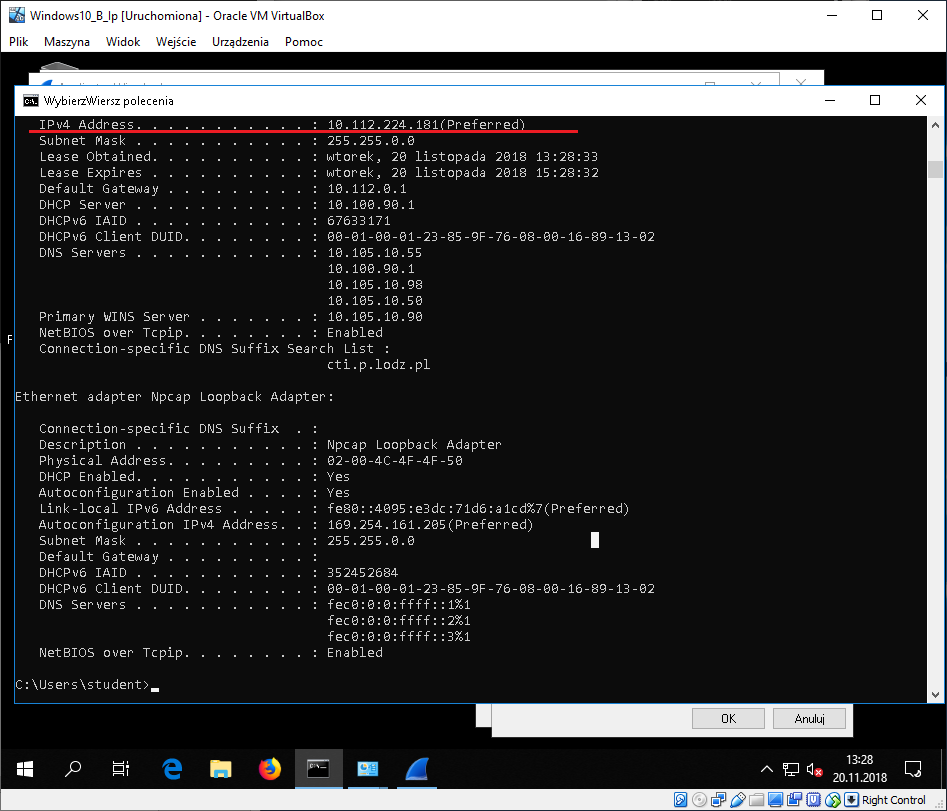 Windows10_B_Ip [Uruchomiona] - Oracle VM VirtualBox
Plik Maszyna Widok Wejście Urządzenia Pomoc
WybierzWiersz polecenia
IPv4 Address. . . . . . . . . . . : 10.112.224.181(Preferred)
Subnet Mask . . . . . . . . . . . : 255.255.0.0
Lease Obtained. . . . . . . . . . : wtorek, 20 listopada 2018 13:28:33
Lease Expires . . . . . . . . . . : wtorek, 20 listopada 2018 15:28:32
Default Gateway . . . . . . . . . : 10.112.0.1
DHCP Server . . . . . . . . . . . : 10.100.90.1
DHCPv6 IAID . . . . . . . . . . . : 67633171
DHCPv6 Client DUID. . . . . . . . : 00-01-00-01-23-85-9F-76-08-00-16-89-13-02
DNS Servers . . . . . . . . . . . : 10.105.10.55
10.100.90.1
10.105.10.98
10.105.10.50
Primary WINS Server . . . . . . . : 10.105.10.90
NetBIOS over Tcpip. . . . . . . . : Enabled
Connection-specific DNS Suffix Search List :
cti.p.lodz.pl
Ethernet adapter Npcap Loopback Adapter:
Connection-specific DNS Suffix . :
Description . . . . . . . . . . . : Npcap Loopback Adapter
Physical Address. . . . . . . . . : 02-00-4C-4F-4F-50
DHCP Enabled. . . . . . . . . . . : Yes
Autoconfiguration Enabled . . . . : Yes
Link-local IPv6 Address . . . . . : fe80::4095:e3dc:71d6:a1cd%7(Preferred)
Autoconfiguration IPv4 Address. . : 169.254.161.205(Preferred)
Subnet Mask . . . . . . . . . . . : 255.255.0.0
Default Gateway . . . . . . . . . :
DHCPv6 IAID . . . . . . . . . . . : 352452684
DHCPv6 Client DUID. . . . . . . . : 00-01-00-01-23-85-9F-76-08-00-16-89-13-02
DNS Servers . . . . . . . . . . . : fec0:0:0:ffff::1%1
fec0:0:0:ffff::2%1
fec0:0:0:ffff::3%1
NetBIOS over Tcpip. . . . . . . . : Enabled
C:\Users\student>
OK Anuluj
13:28
20.11.2018
Right Control